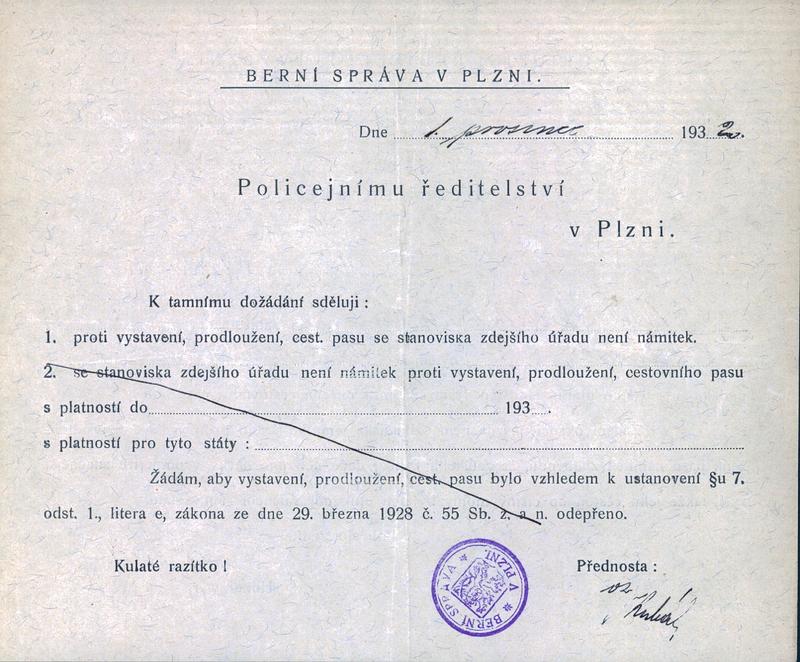 BERNÍ SPRÁVA V PLZNI.
Dne 1. prosince 1932.
Policejnímu ředitelství
v Plzni.
K tamnímu dožádání sděluji :
1. proti vystavení, prodloužení, cest. pasu se stanoviska zdejšího úřadu není námitek.
2. se stanoviska zdejšího úřadu není námitek proti vystavení, prodloužení, cestovního pasu
s platností do 193 .
s platností pro tyto státy :
Žádám, aby vystavení, prodloužení, cest. pasu bylo vzhledem k ustanovení §u 7.
odst. 1., litera e, zákona ze dne 29. března 1928 č. 55 Sb. z. a n. odepřeno.
Kulaté razítko !
BERNÍ SPRÁVA V PLZNI.
Přednosta :